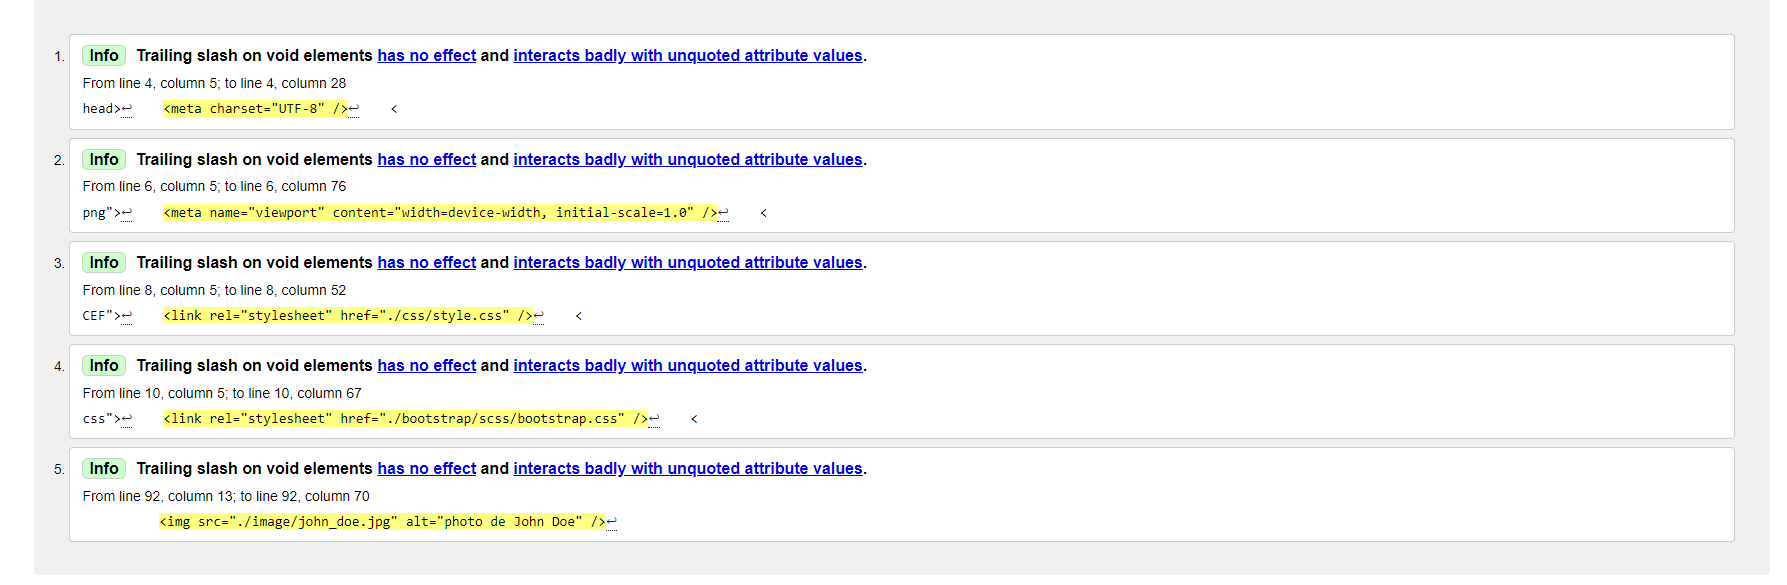 1. Info Trailing slash on void elements has no effect and interacts badly with unquoted attribute values.
From line 4, column 5; to line 4, column 28
head>↩    <meta charset="UTF-8" />↩    <
2. Info Trailing slash on void elements has no effect and interacts badly with unquoted attribute values.
From line 6, column 5; to line 6, column 76
png">↩    <meta name="viewport" content="width=device-width, initial-scale=1.0" />↩    <
3. Info Trailing slash on void elements has no effect and interacts badly with unquoted attribute values.
From line 8, column 5; to line 8, column 52
CEF">↩    <link rel="stylesheet" href="./css/style.css" />↩    <
4. Info Trailing slash on void elements has no effect and interacts badly with unquoted attribute values.
From line 10, column 5; to line 10, column 67
css">↩    <link rel="stylesheet" href="./bootstrap/scss/bootstrap.css" />↩    <
5. Info Trailing slash on void elements has no effect and interacts badly with unquoted attribute values.
From line 92, column 13; to line 92, column 70
<img src="./image/john_doe.jpg" alt="photo de John Doe" />↩